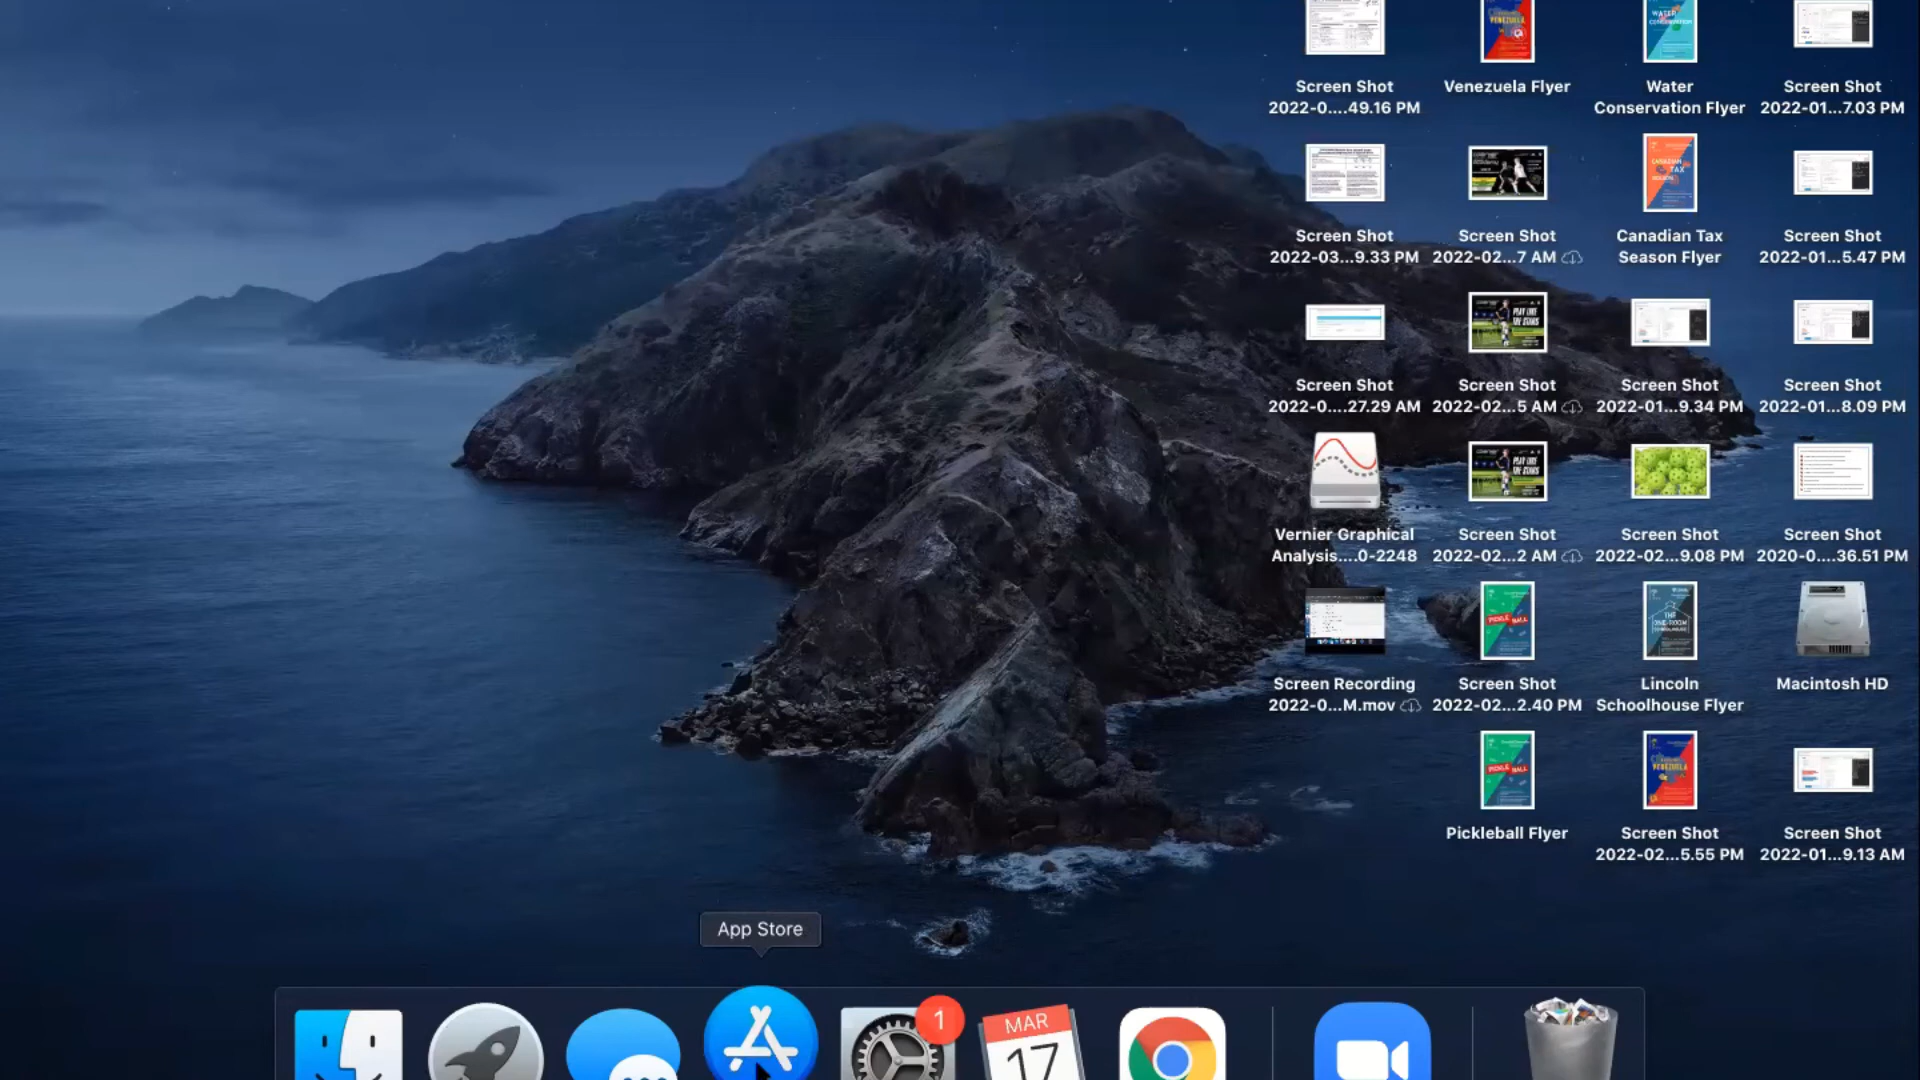 Screen Shot
2022-0....49.16 PM
Venezuela Flyer
Water
Conservation Flyer
Screen Shot
2022-01...7.03 PM
Screen Shot
2022-03...9.33 PM
Screen Shot
2022-02...7 AM
Canadian Tax
Season Flyer
Screen Shot
2022-01...5.47 PM
Screen Shot
2022-0....27.29 AM
Screen Shot
2022-02...5 AM
Screen Shot
2022-01...9.34 PM
Screen Shot
2022-01...8.09 PM
Vernier Graphical
Analysis....0-2248
Screen Shot
2022-02...2 AM
Screen Shot
2022-02...9.08 PM
Screen Shot
2020-0....36.51 PM
Screen Recording
2022-0...M.mov
Screen Shot
2022-02...2.40 PM
Lincoln
Schoolhouse Flyer
Macintosh HD
Pickleball Flyer
Screen Shot
2022-02...5.55 PM
Screen Shot
2022-01...9.13 AM
App Store
1
MAR
17